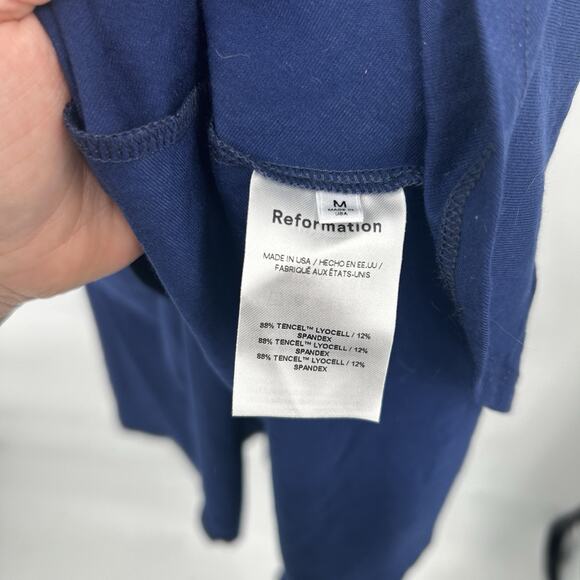 M
MADE IN
USA
Reformation
MADE IN USA / HECHO EN EE.UU /
FABRIQUÉ AUX ÉTATS-UNIS
88% TENCEL™ LYOCELL / 12%
SPANDEX
88% TENCEL™ LYOCELL / 12%
SPANDEX
88% TENCEL™ LYOCELL / 12%
SPANDEX